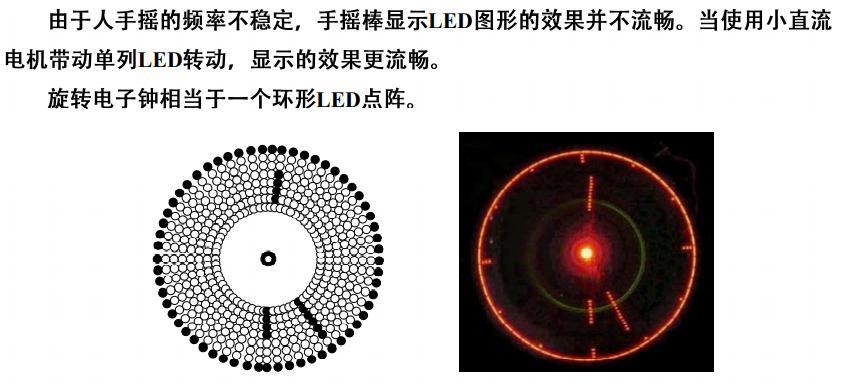 由于人手摇的频率不稳定，手摇棒显示LED图形的效果并不流畅。当使用小直流
电机带动单列LED转动，显示的效果更流畅。
旋转电子钟相当于一个环形LED点阵。